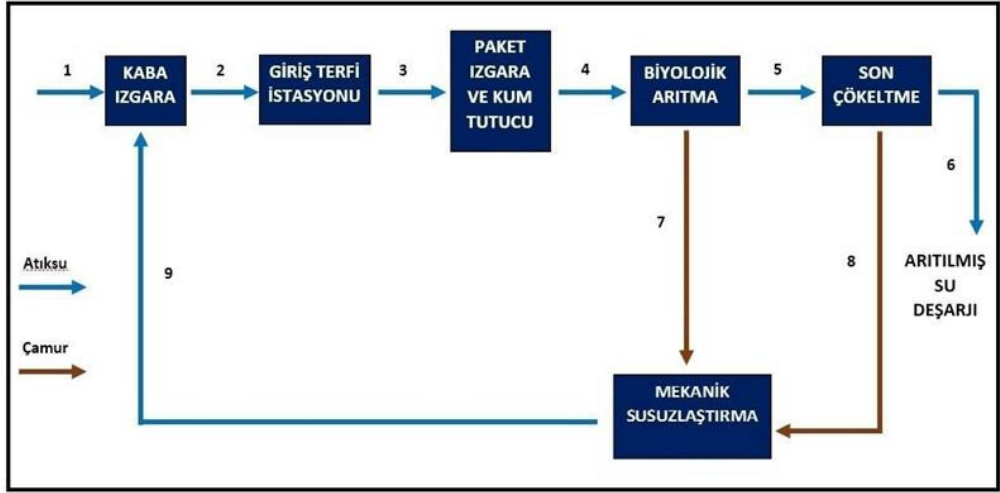 1
KABA
IZGARA
2
GİRİŞ TERFİ
İSTASYONU
3
PAKET
IZGARA
VE KUM
TUTUCU
4
BİYOLOJİK
ARITMA
5
SON
ÇÖKELTME
6
ARITILMIŞ
SU
DEŞARJI
7
8
9
Atıksu
Çamur
MEKANİK
SUSUZLAŞTIRMA